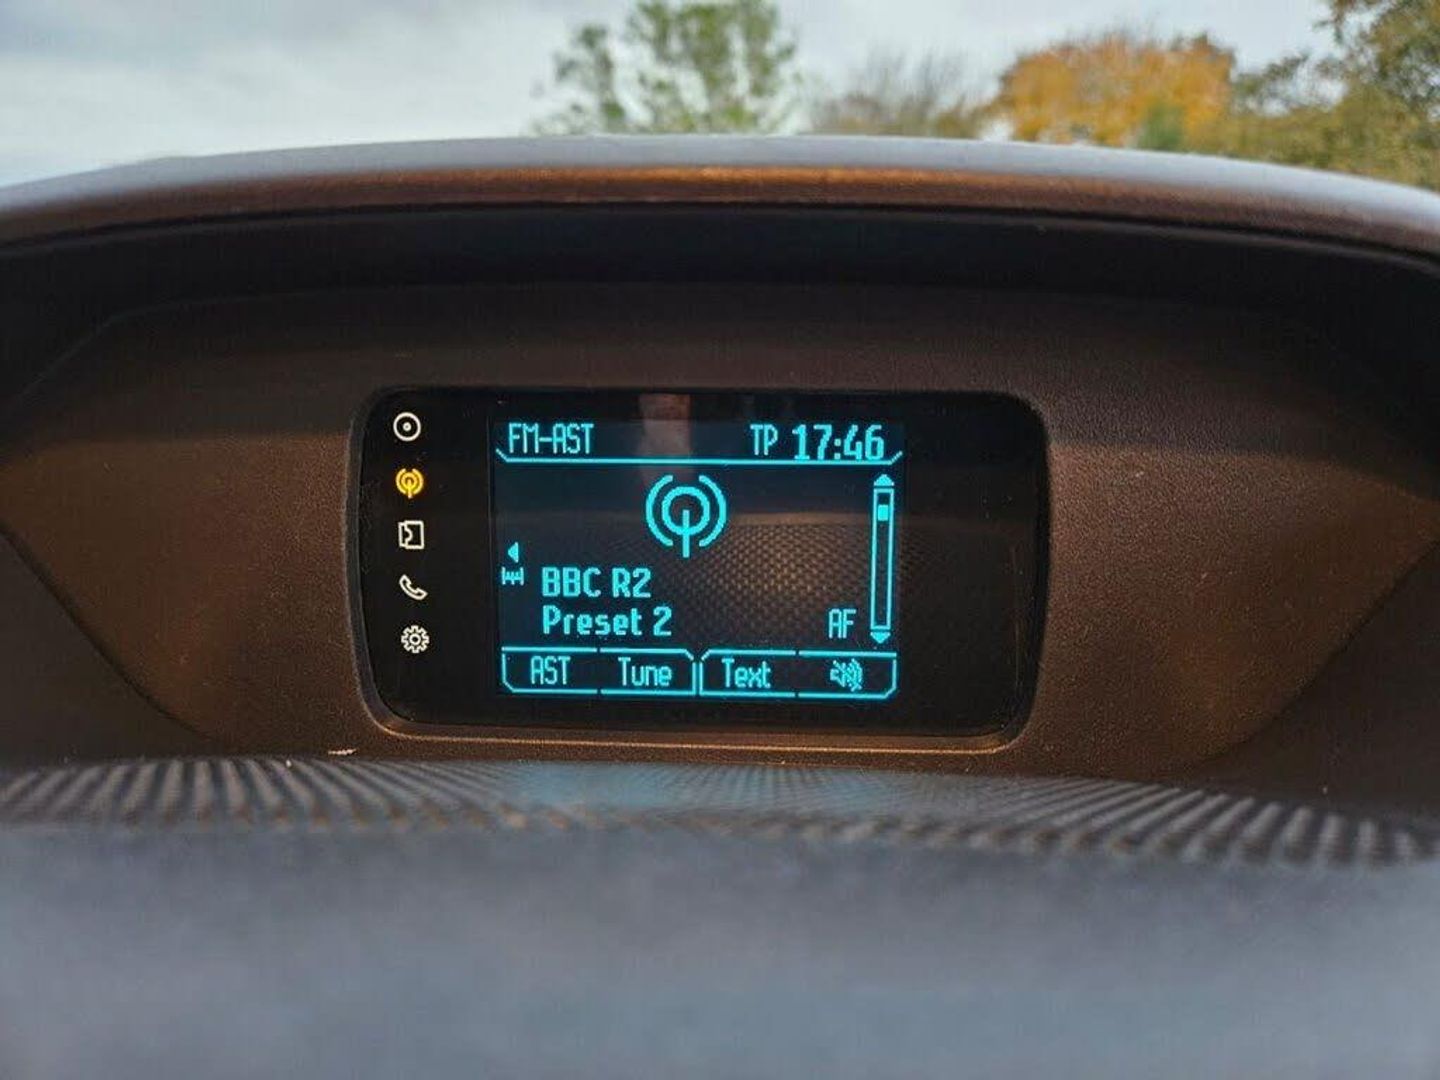 FM-AST TP 17:46
BBC R2
Preset 2 AF
AST Tune Text